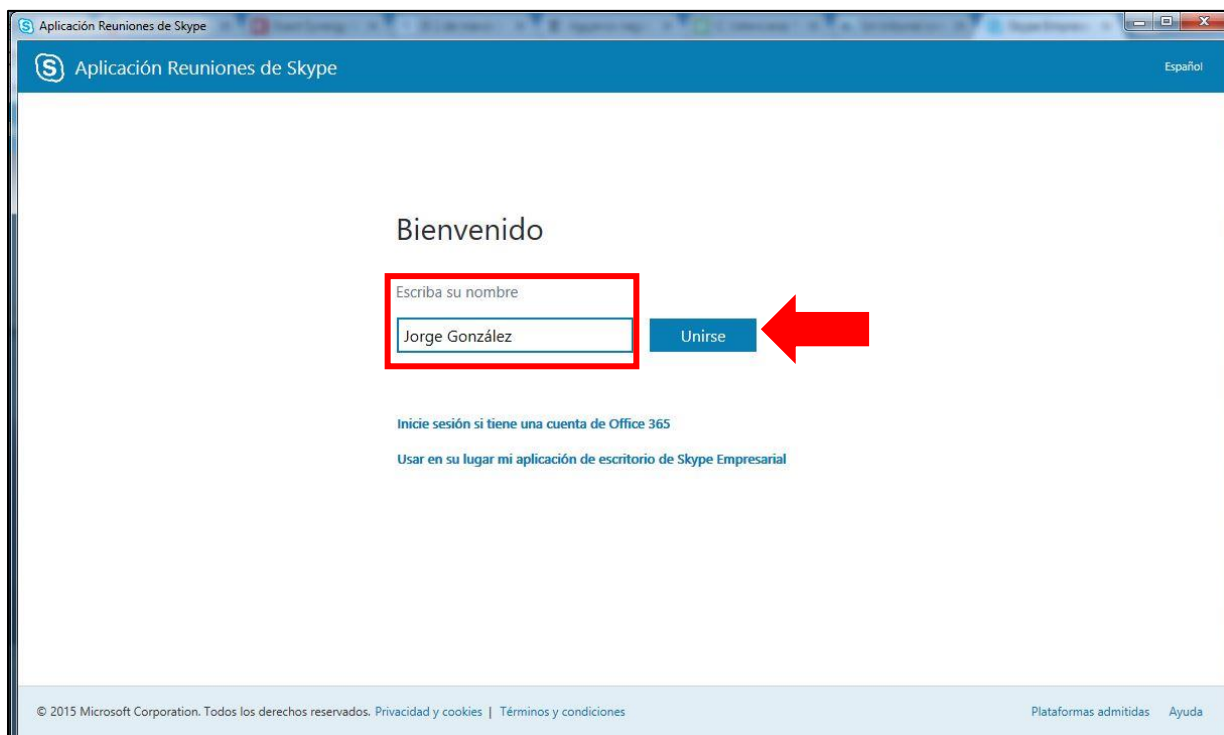 Aplicación Reuniones de Skype
Aplicación Reuniones de Skype
Español
Bienvenido
Escriba su nombre
Jorge González
Unirse
Inicie sesión si tiene una cuenta de Office 365
Usar en su lugar mi aplicación de escritorio de Skype Empresarial
© 2015 Microsoft Corporation. Todos los derechos reservados. Privacidad y cookies | Términos y condiciones
Plataformas admitidas Ayuda